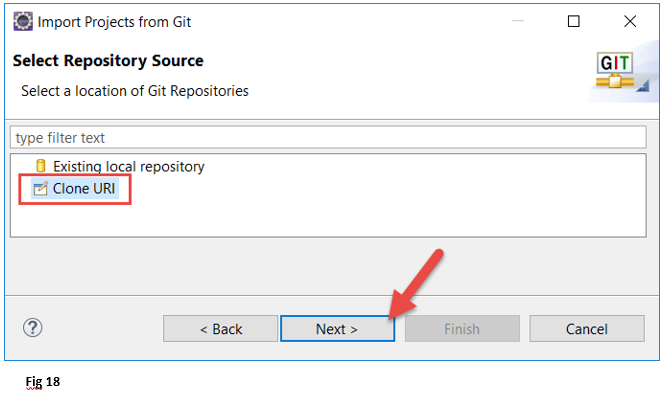 Import Projects from Git
Select Repository Source
Select a location of Git Repositories
GIT
type filter text
Existing local repository
Clone URI
?
< Back
Next >
Finish
Cancel
Fig 18